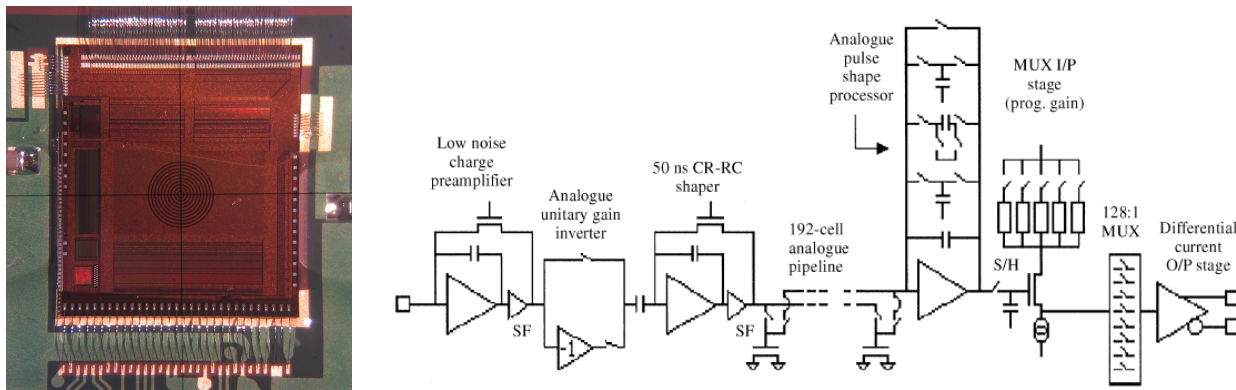 Low noise
charge
preamplifier
Analogue
unitary gain
inverter
50 ns CR-RC
shaper
192-cell
analogue
pipeline
Analogue
pulse
shape
processor
MUX I/P
stage
(prog. gain)
128:1
MUX
Differential
current
O/P stage
S/H
SF
-1
SF